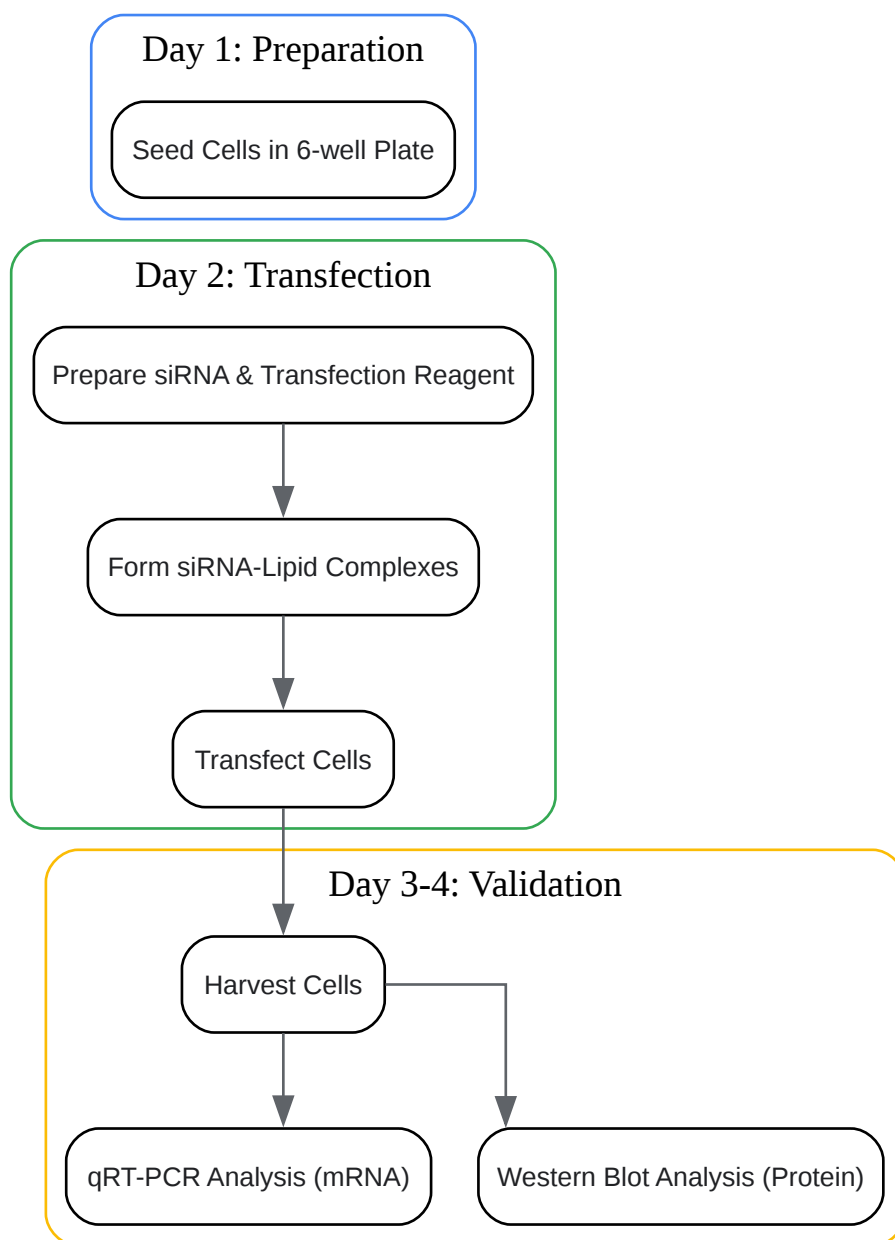 Day 1: Preparation
Seed Cells in 6-well Plate
Day 2: Transfection
Prepare siRNA & Transfection Reagent
Form siRNA-Lipid Complexes
Transfect Cells
Day 3-4: Validation
Harvest Cells
qRT-PCR Analysis (mRNA)
Western Blot Analysis (Protein)